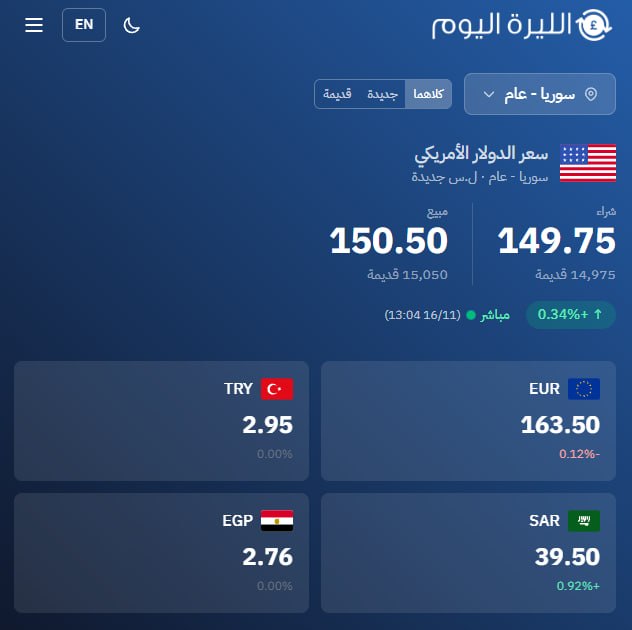 الليرة اليوم
EN
سوريا - عام
كلاهما جديدة قديمة
سعر الدولار الأمريكي
سوريا - عام · ل.س جديدة
شراء
149.75
14,975 قديمة
مبيع
150.50
15,050 قديمة
↑ +0.34%
مباشر (13:04 16/11)
EUR
163.50
-0.12%
TRY
2.95
0.00%
SAR
39.50
+0.92%
EGP
2.76
0.00%